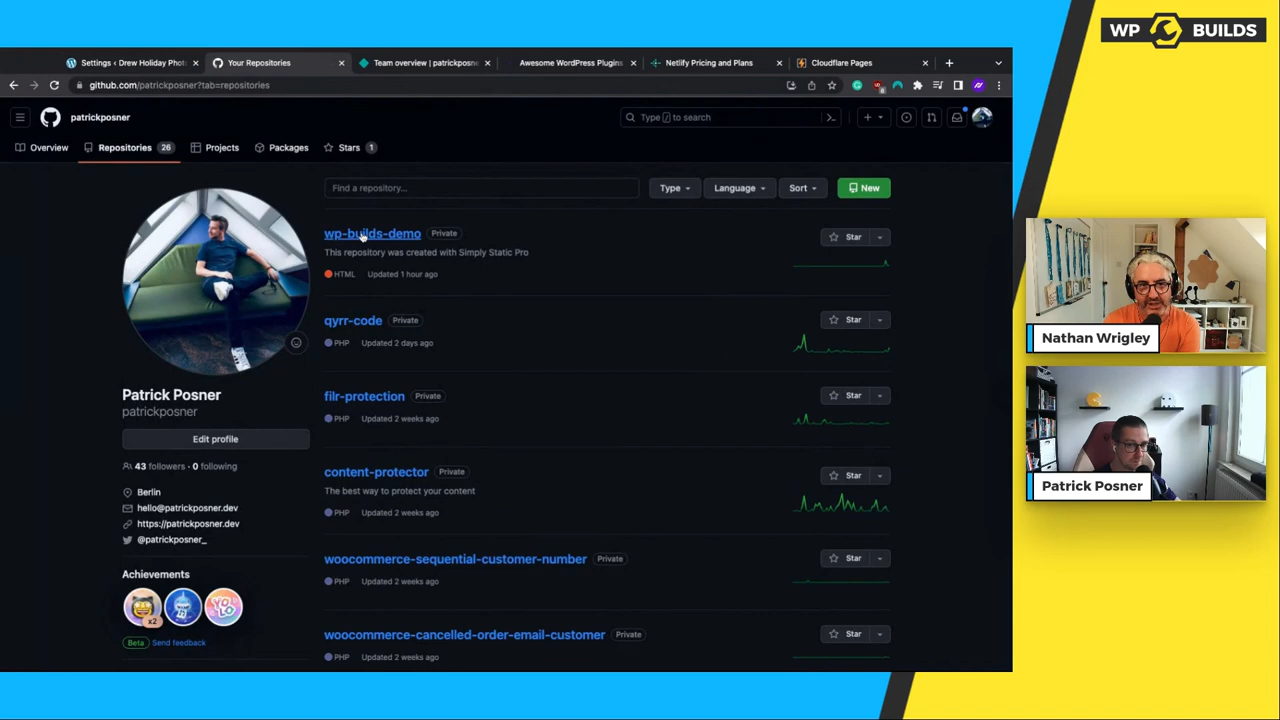 WP BUILDS
Settings ‹ Drew Holiday Phot
Your Repositories
Team overview | patrickposne
Awesome WordPress Plugins
Netlify Pricing and Plans
Cloudflare Pages
github.com/patrickposner?tab=repositories
patrickposner
Type / to search
Overview
Repositories 26
Projects
Packages
Stars 1
Find a repository...
Type
Language
Sort
New
wp-builds-demo Private
This repository was created with Simply Static Pro
HTML Updated 1 hour ago
Star
qyrr-code Private
PHP Updated 2 days ago
Star
filr-protection Private
PHP Updated 2 weeks ago
Star
content-protector Private
The best way to protect your content
PHP Updated 2 weeks ago
Star
woocommerce-sequential-customer-number Private
PHP Updated 2 weeks ago
Star
woocommerce-cancelled-order-email-customer Private
PHP Updated 2 weeks ago
Star
Patrick Posner
patrickposner
Edit profile
43 followers · 0 following
Berlin
hello@patrickposner.dev
https://patrickposner.dev
@patrickposner_
Achievements
x2
YOLO
Beta Send feedback
Nathan Wrigley
Patrick Posner